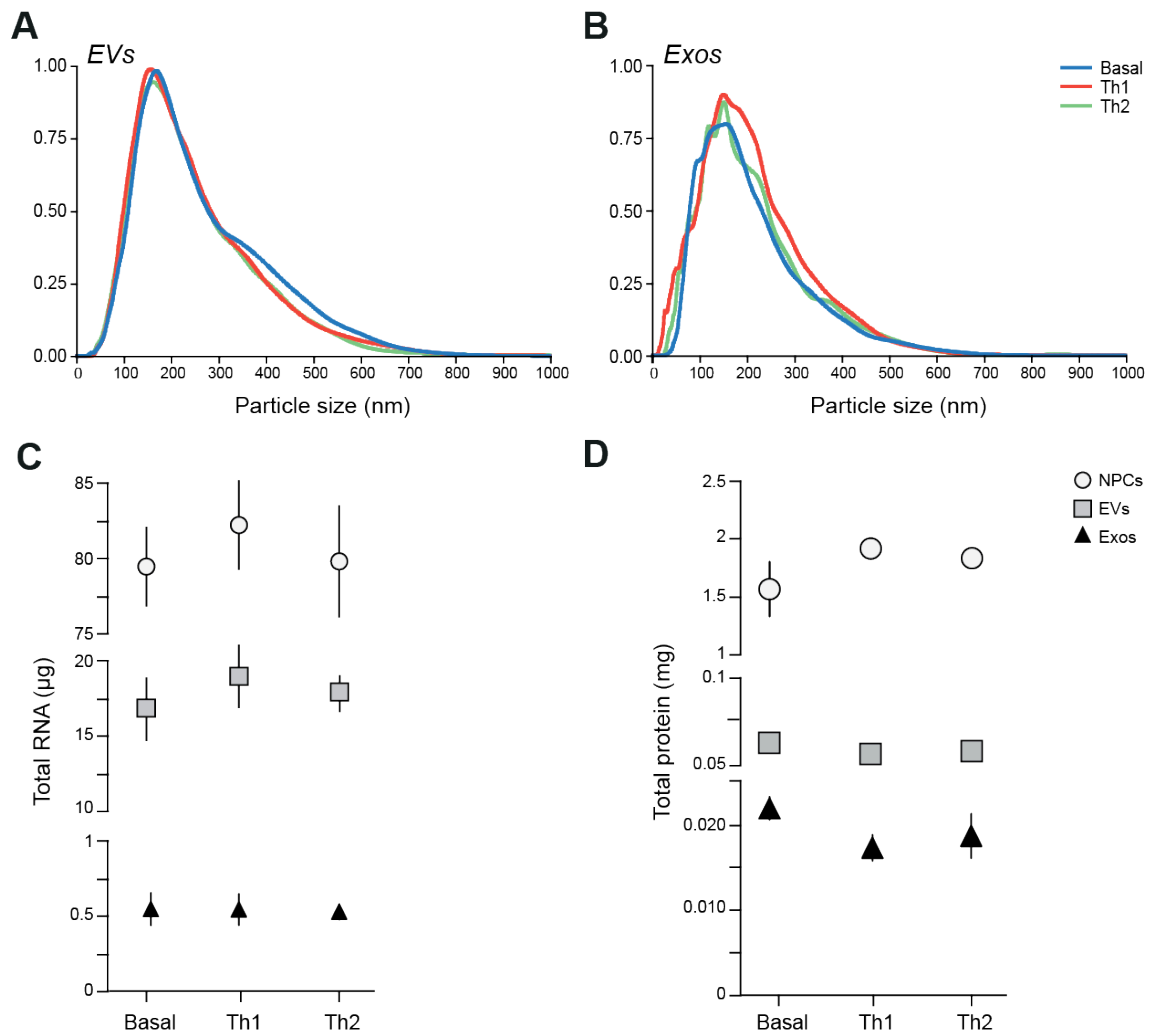 A
EVs
1.00
0.75
0.50
0.25
0.00
0 100 200 300 400 500 600 700 800 900 1000
Particle size (nm)
B
Exos
1.00
0.75
0.50
0.25
0.00
0 100 200 300 400 500 600 700 800 900 1000
Particle size (nm)
Basal
Th1
Th2
C
Total RNA (µg)
85
80
75
20
15
10
1
0.5
0
Basal Th1 Th2
D
Total protein (mg)
2.5
2
1.5
1
0.1
0.05
0.020
0.010
0
Basal Th1 Th2
NPCs
EVs
Exos